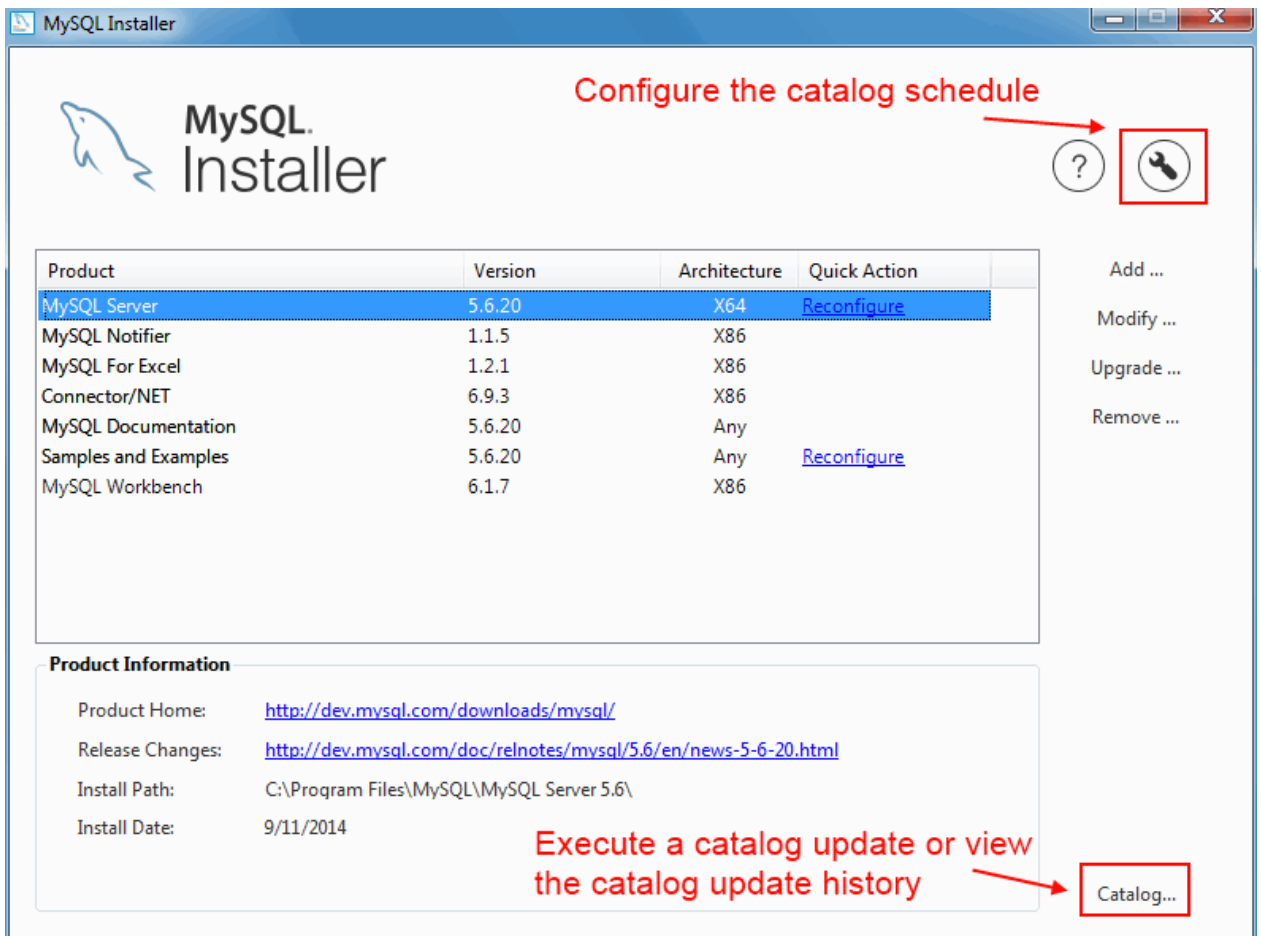 MySQL Installer
Configure the catalog schedule
MySQL.
Installer
?
Product Version Architecture Quick Action
MySQL Server 5.6.20 X64 Reconfigure
MySQL Notifier 1.1.5 X86
MySQL For Excel 1.2.1 X86
Connector/NET 6.9.3 X86
MySQL Documentation 5.6.20 Any
Samples and Examples 5.6.20 Any Reconfigure
MySQL Workbench 6.1.7 X86
Add ...
Modify ...
Upgrade ...
Remove ...
Product Information
Product Home: http://dev.mysql.com/downloads/mysql/
Release Changes: http://dev.mysql.com/doc/relnotes/mysql/5.6/en/news-5-6-20.html
Install Path: C:\Program Files\MySQL\MySQL Server 5.6\
Install Date: 9/11/2014
Execute a catalog update or view
the catalog update history
Catalog...